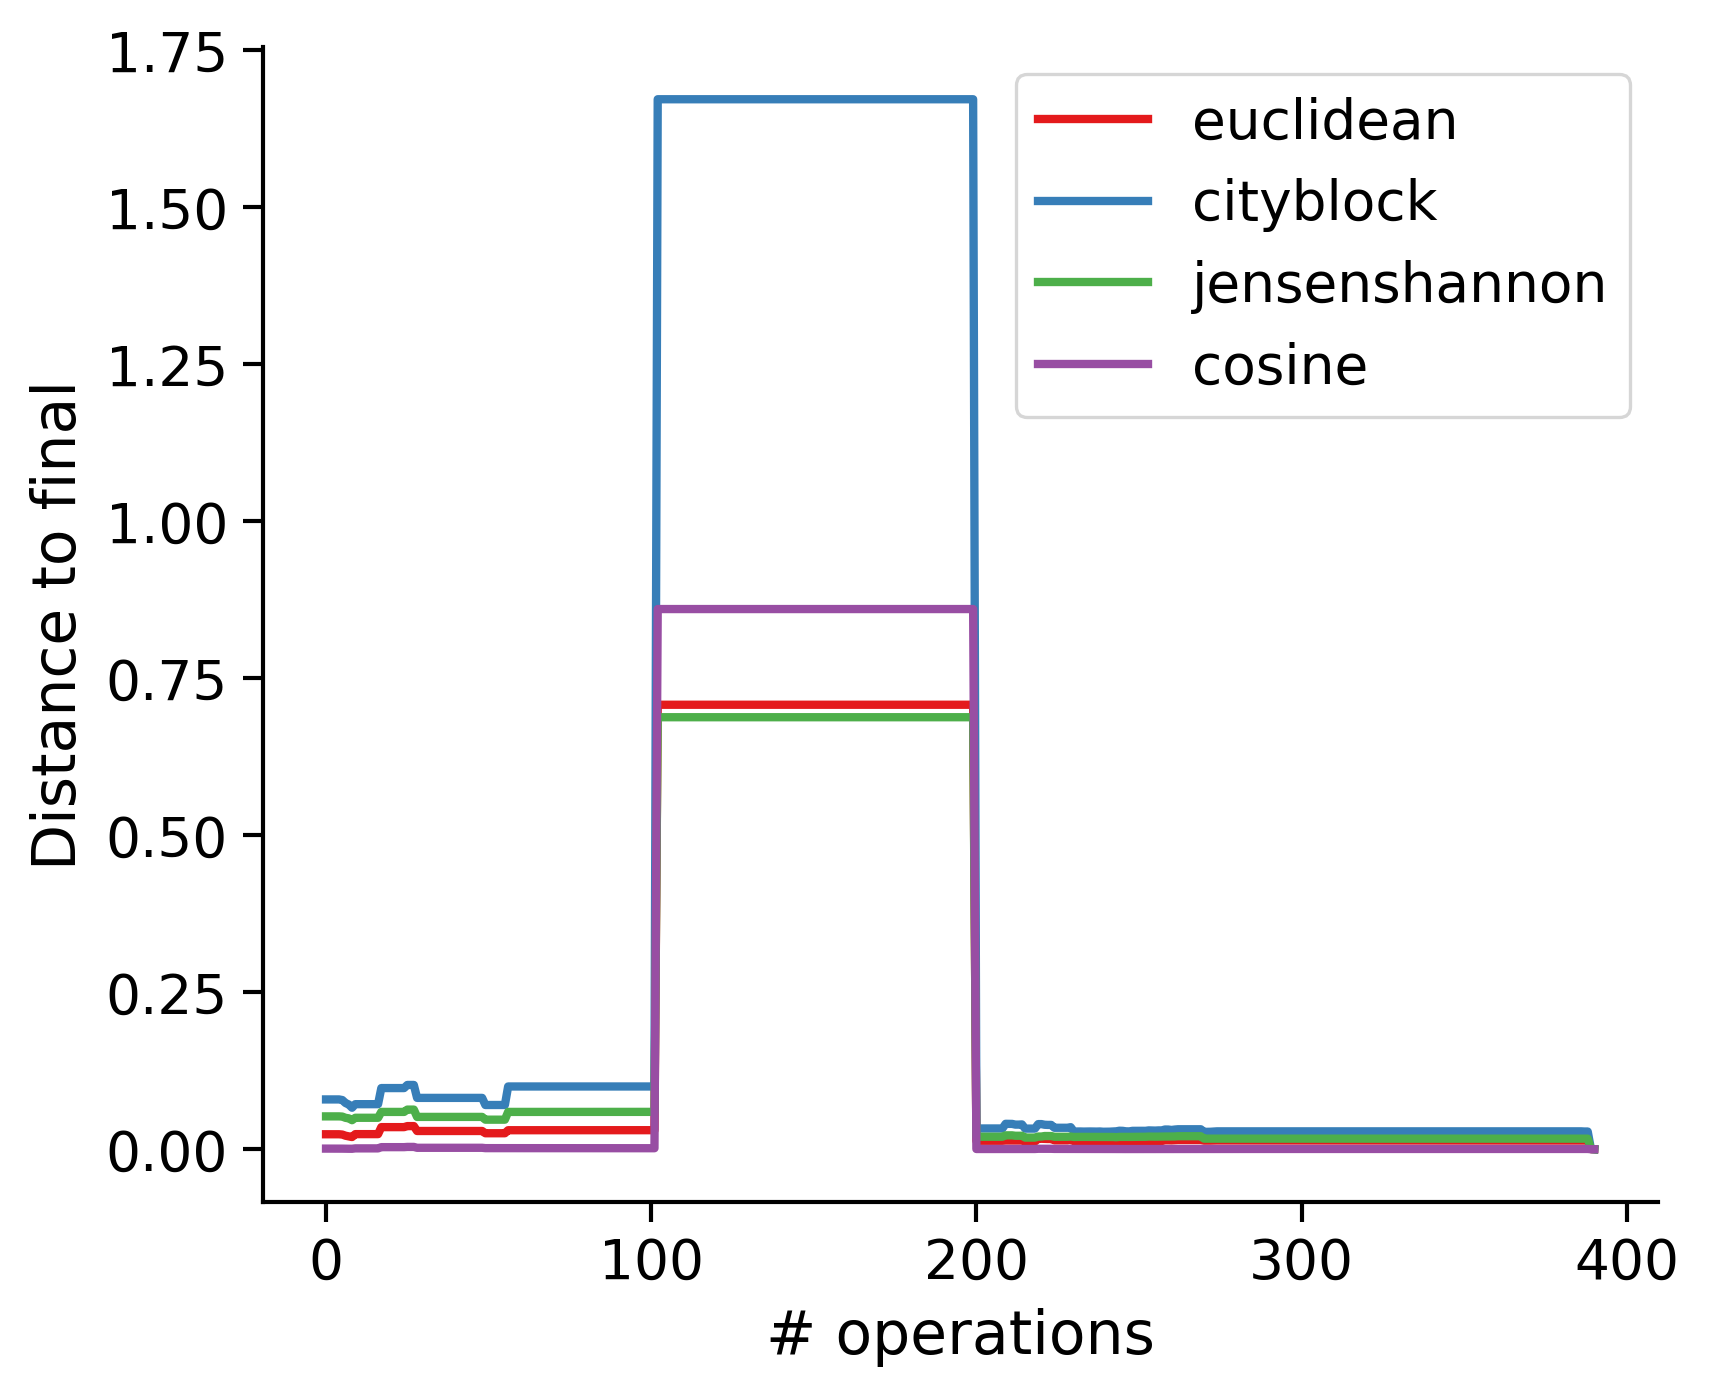 1.75
1.50
1.25
1.00
0.75
0.50
0.25
0.00
Distance to final
euclidean
cityblock
jensenshannon
cosine
0 100 200 300 400
# operations